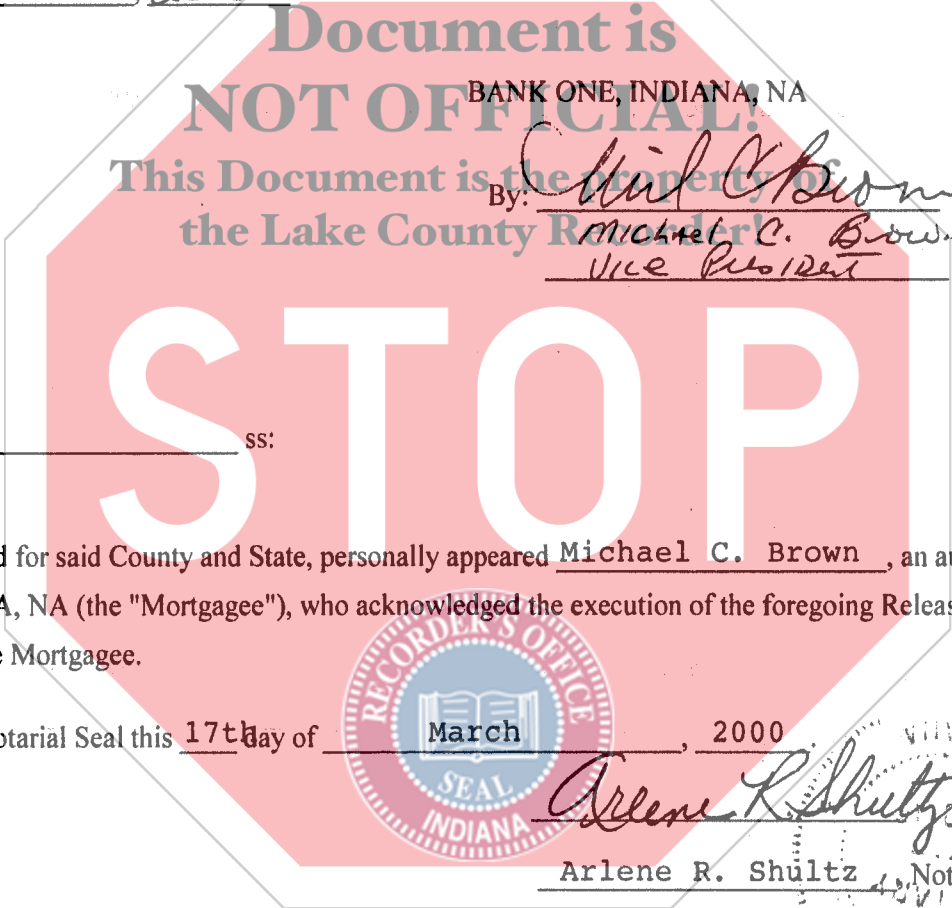 Document is
NOT OFFICIAL!
BANK ONE, INDIANA, NA
This Document is the property of
By: Michael C Brown
the Lake County Recorder!
Michael C. Brow
Vice President
STOP
ss:
for said County and State, personally appeared Michael C. Brown, an au
A, NA (the "Mortgagee"), who acknowledged the execution of the foregoing Releas
e Mortgagee.
RECORDER'S OFFICE
otarial Seal this 17th day of March, 2000
SEAL
INDIANA
Arlene R Shultz
Arlene R. Shultz, Not